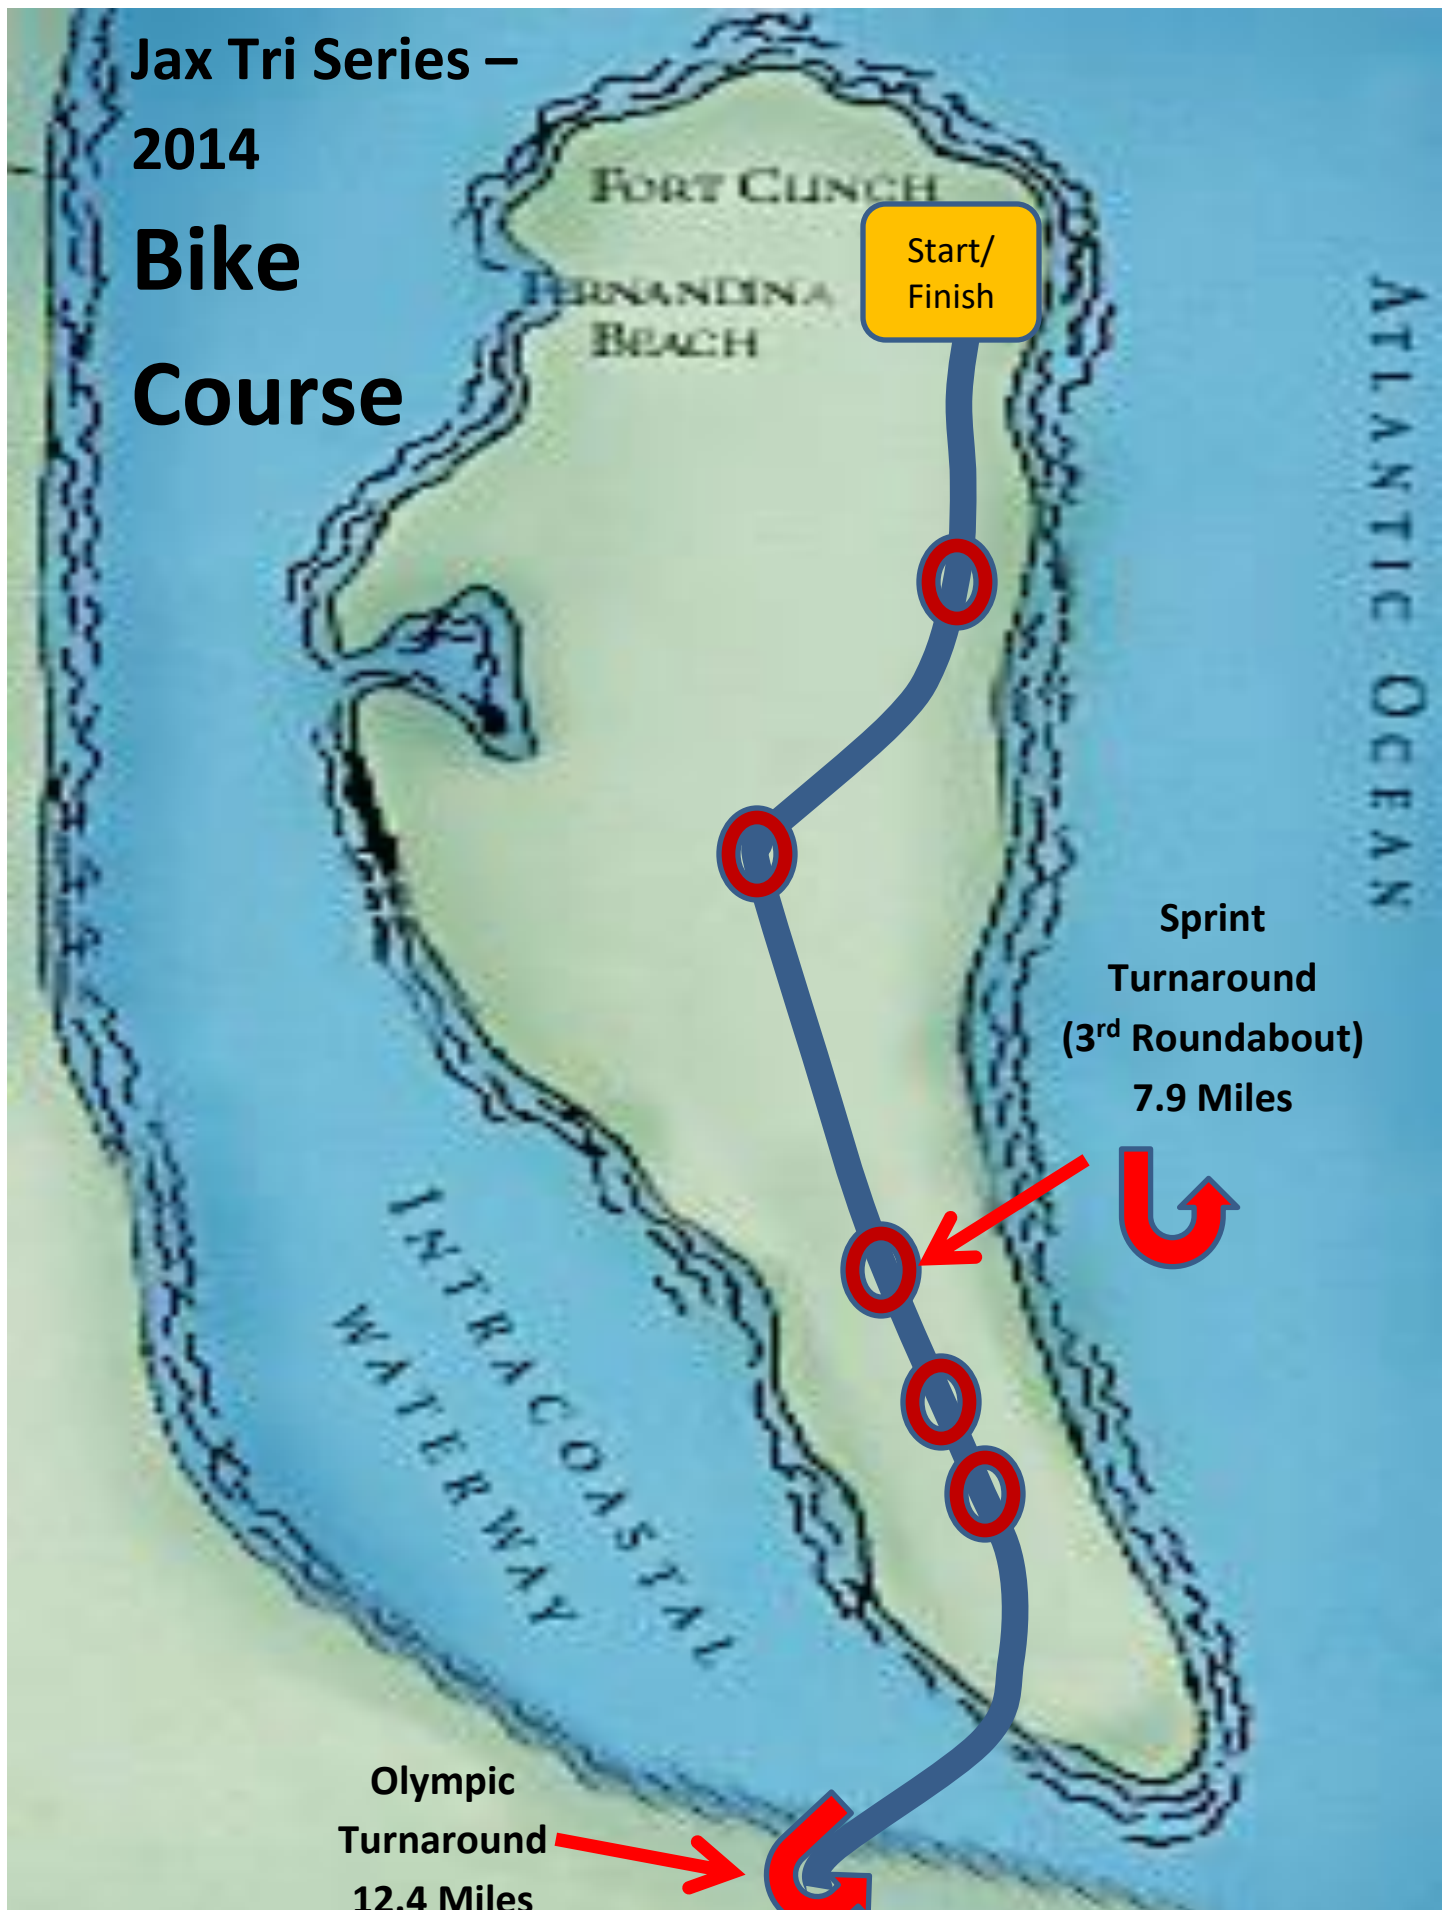 Jax Tri Series –
2014
Bike
Course
FORT CLINCH
Start/
Finish
FERNANDINA
BEACH
ATLANTIC OCEAN
Sprint
Turnaround
(3rd Roundabout)
7.9 Miles
INTRACOASTAL
WATERWAY
Olympic
Turnaround
12.4 Miles